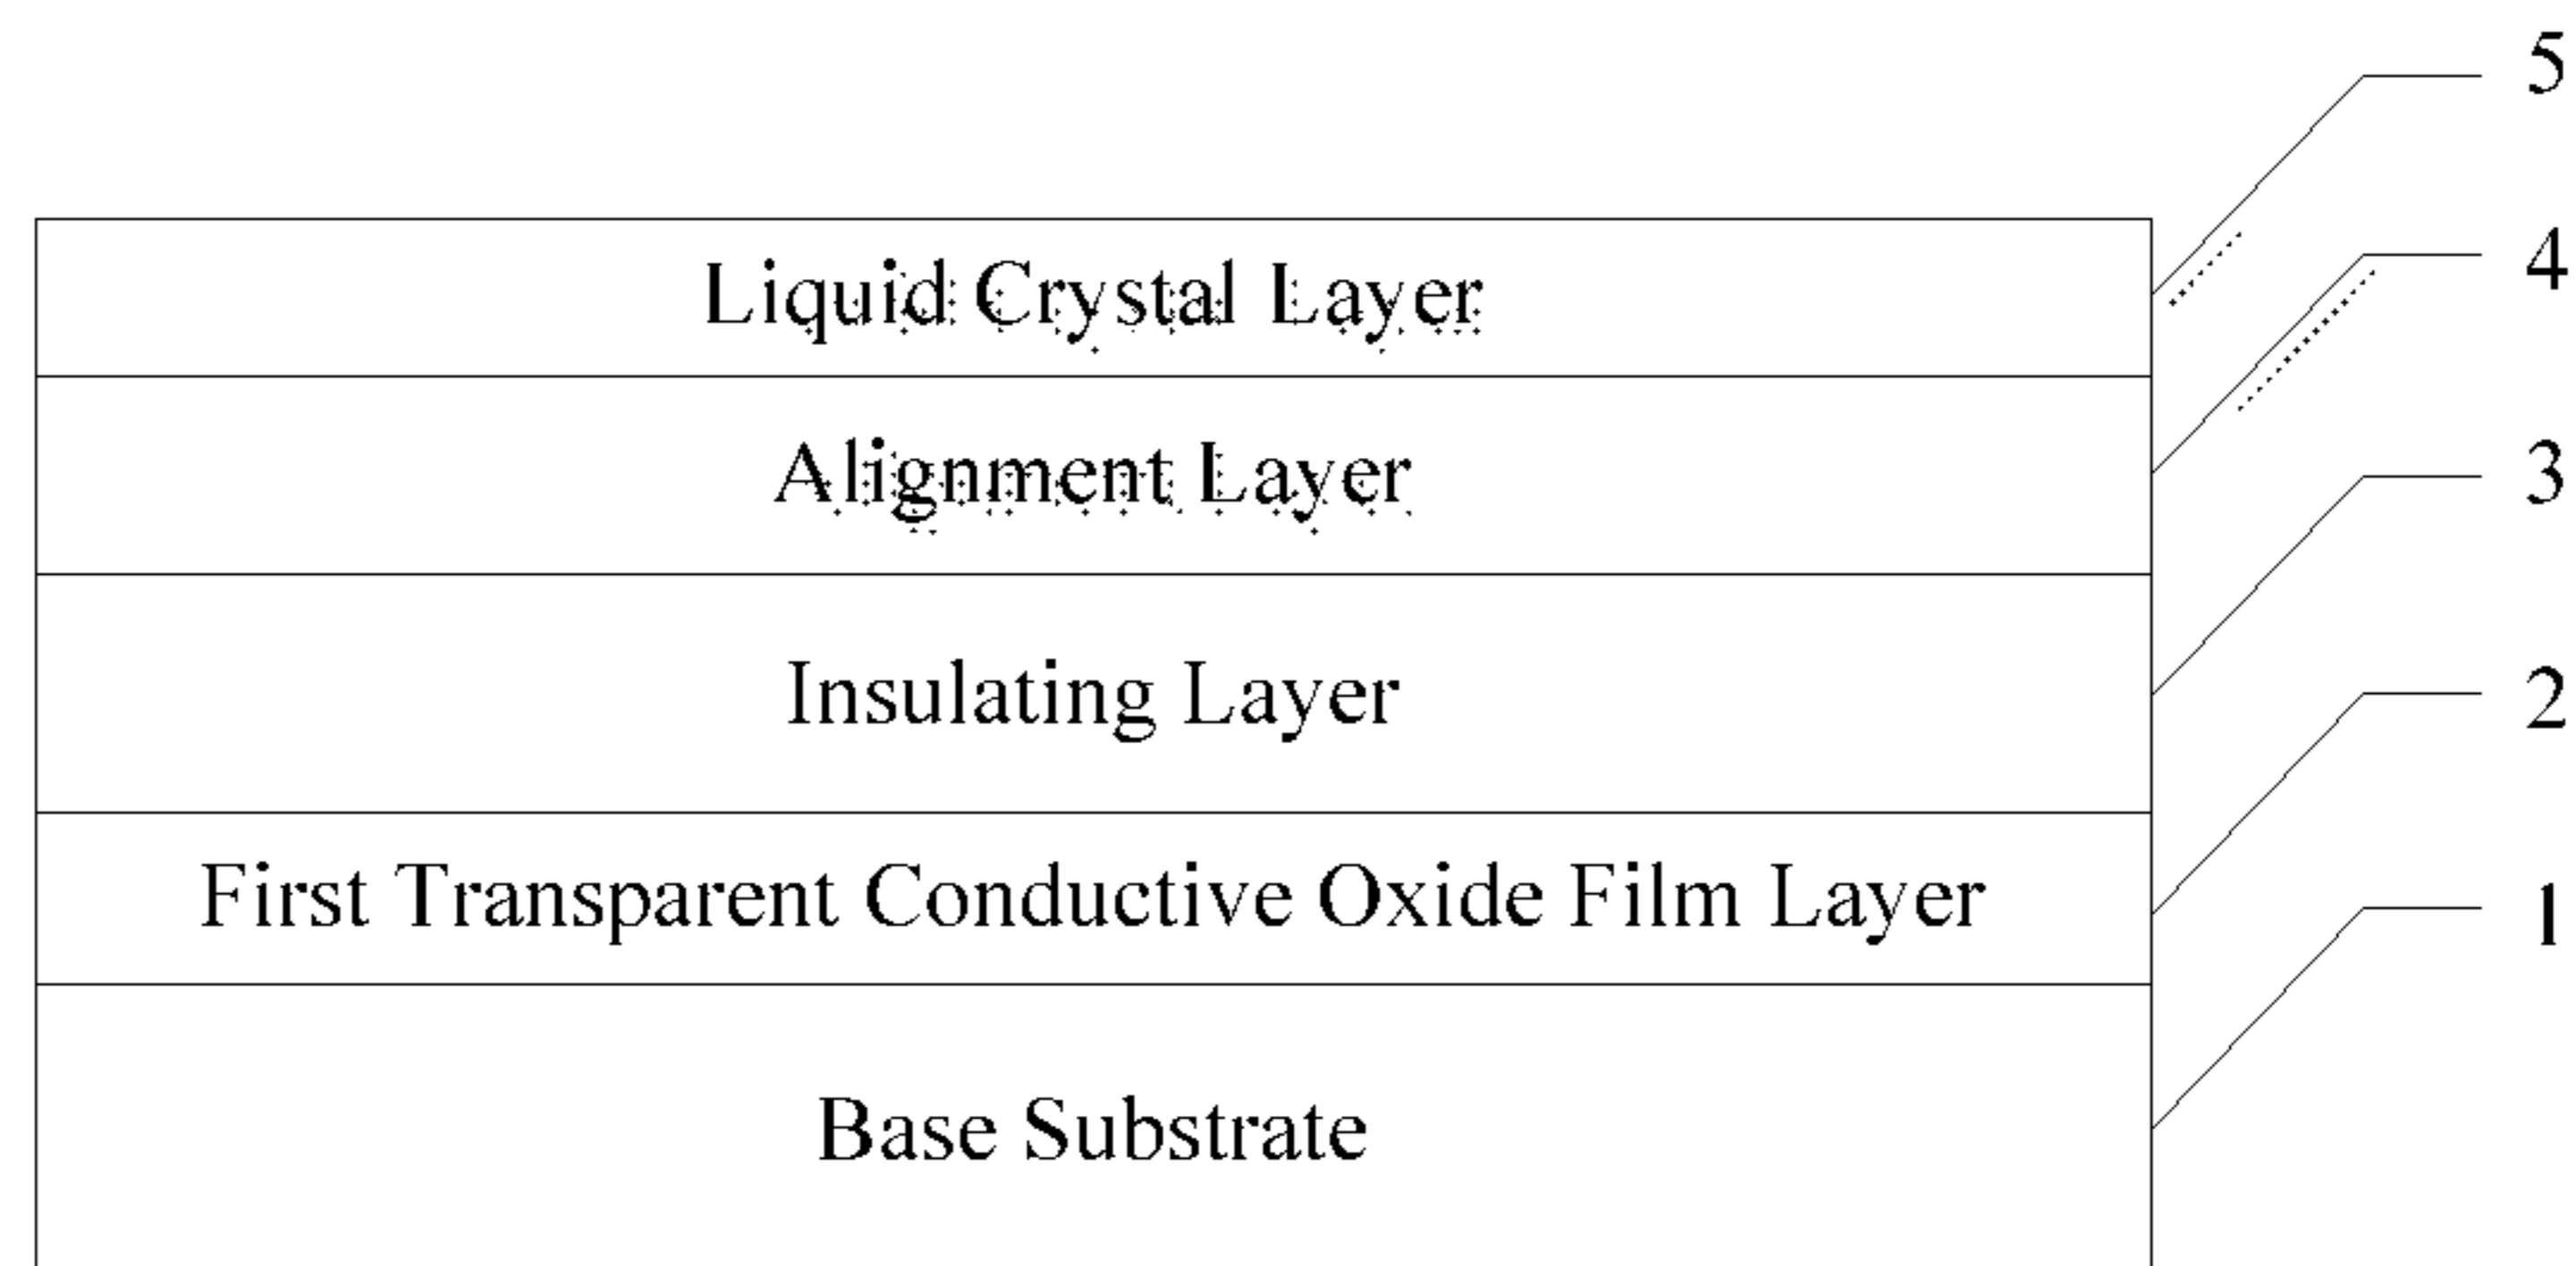 5
Liquid Crystal Layer
4
Alignment Layer
3
Insulating Layer
2
First Transparent Conductive Oxide Film Layer
1
Base Substrate